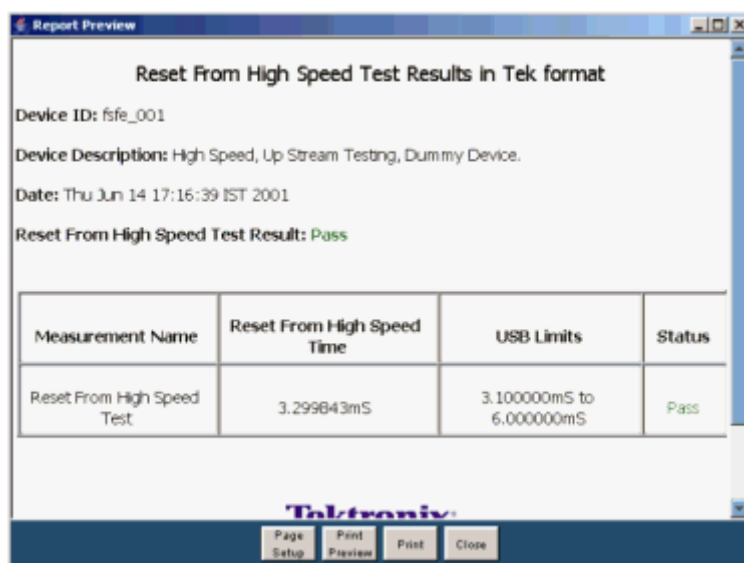 Report Preview
Reset From High Speed Test Results in Tek format
Device ID: fsfe_001
Device Description: High Speed, Up Stream Testing, Dummy Device.
Date: Thu Jun 14 17:16:39 IST 2001
Reset From High Speed Test Result: Pass
Measurement Name
Reset From High Speed
Time
USB Limits
Status
Reset From High Speed
Test
3.299843mS
3.100000mS to
6.000000mS
Pass
Tektronix
Page
Setup
Print
Preview
Print
Close